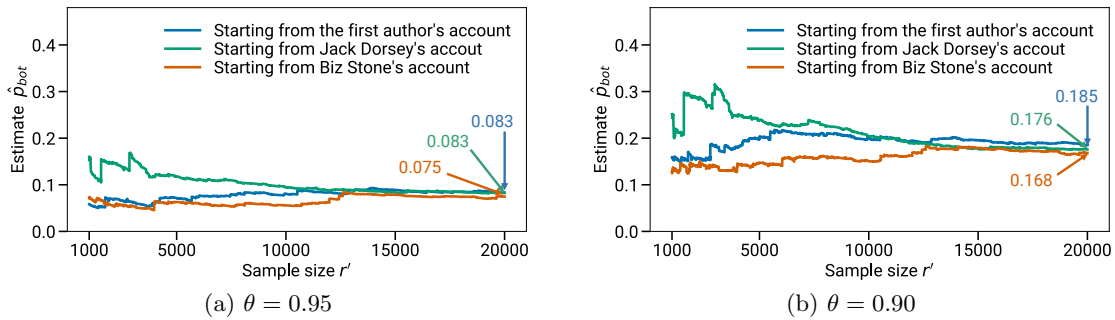 0.4
0.3
0.2
0.1
0.0
Estimate p̂_bot
Starting from the first author's account
Starting from Jack Dorsey's accout
Starting from Biz Stone's account
0.083
0.083
0.075
1000 5000 10000 15000 20000
Sample size r′
(a) θ = 0.95
0.4
0.3
0.2
0.1
0.0
Estimate p̂_bot
Starting from the first author's account
Starting from Jack Dorsey's accout
Starting from Biz Stone's account
0.185
0.176
0.168
1000 5000 10000 15000 20000
Sample size r′
(b) θ = 0.90